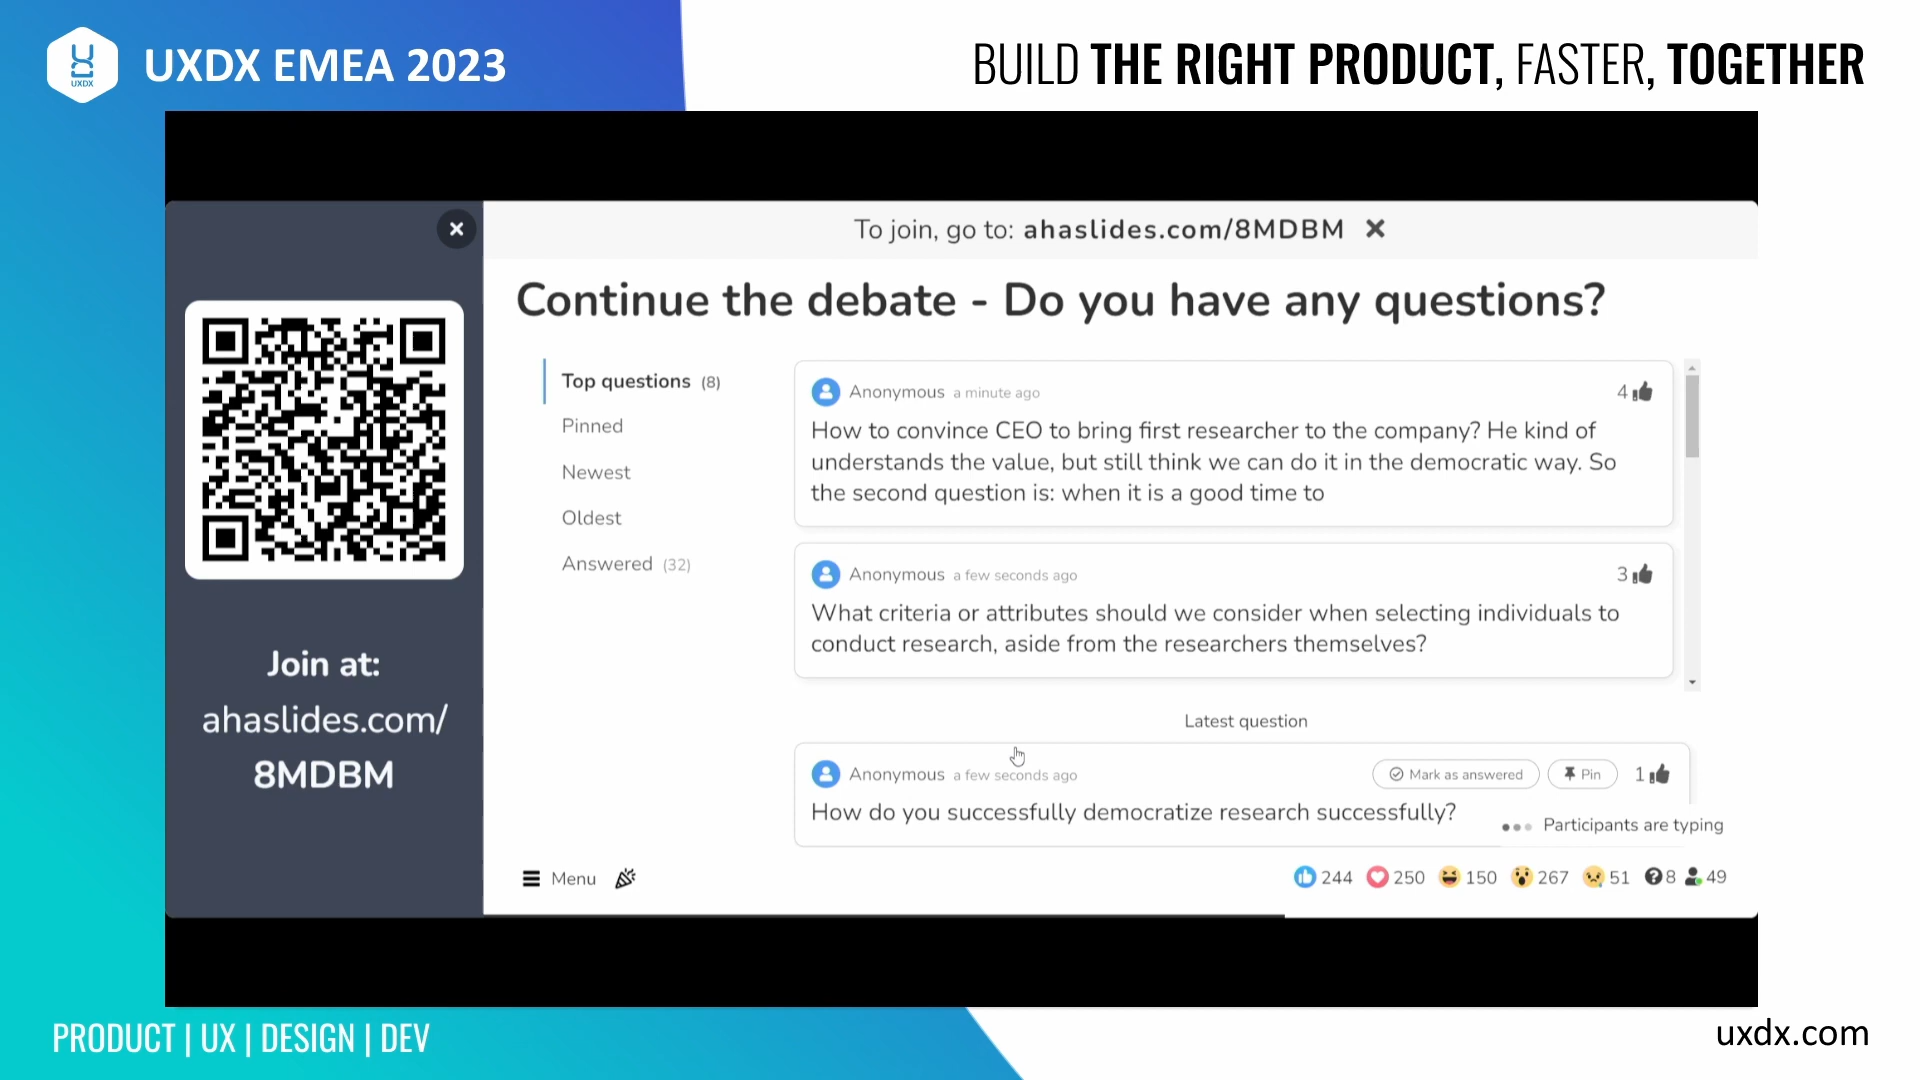 UXDX
UXDX EMEA 2023
BUILD THE RIGHT PRODUCT, FASTER, TOGETHER
To join, go to: ahaslides.com/8MDBM
Continue the debate - Do you have any questions?
Join at:
ahaslides.com/
8MDBM
Top questions (8)
Pinned
Newest
Oldest
Answered (32)
Anonymous a minute ago 4
How to convince CEO to bring first researcher to the company? He kind of
understands the value, but still think we can do it in the democratic way. So
the second question is: when it is a good time to
Anonymous a few seconds ago 3
What criteria or attributes should we consider when selecting individuals to
conduct research, aside from the researchers themselves?
Latest question
Anonymous a few seconds ago Mark as answered Pin 1
How do you successfully democratize research successfully?
Participants are typing
Menu
244 250 150 267 51 8 49
PRODUCT | UX | DESIGN | DEV
uxdx.com